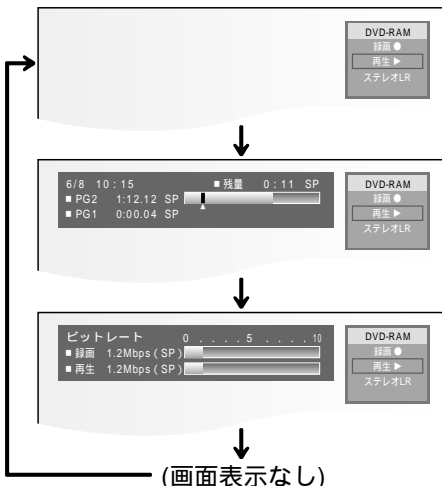 DVD-RAM
録画 ●
再生 ▶
ステレオLR
6/8 10:15 ■ 残量 0:11 SP
■ PG2 1:12.12 SP
■ PG1 0:00.04 SP
DVD-RAM
録画 ●
再生 ▶
ステレオLR
ビットレート 0 . . . . 5 . . . . 10
■ 録画 1.2Mbps(SP)
■ 再生 1.2Mbps(SP)
DVD-RAM
録画 ●
再生 ▶
ステレオLR
(画面表示なし)